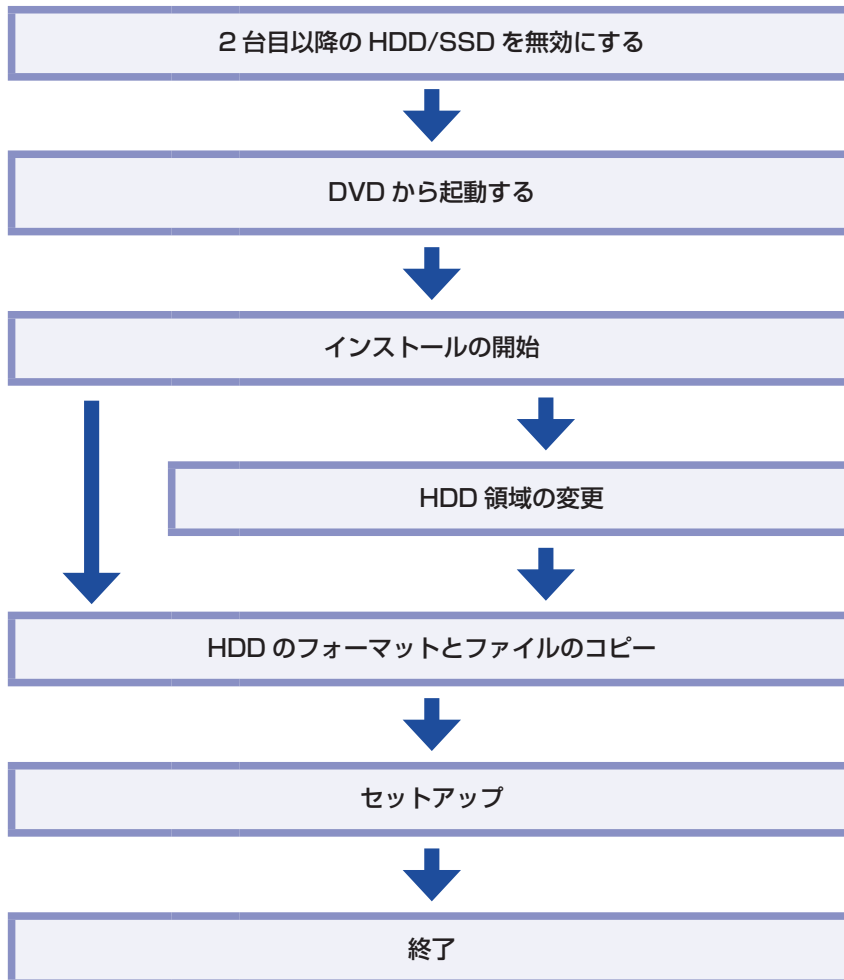 2 台目以降の HDD/SSD を無効にする
DVD から起動する
インストールの開始
HDD 領域の変更
HDD のフォーマットとファイルのコピー
セットアップ
終了